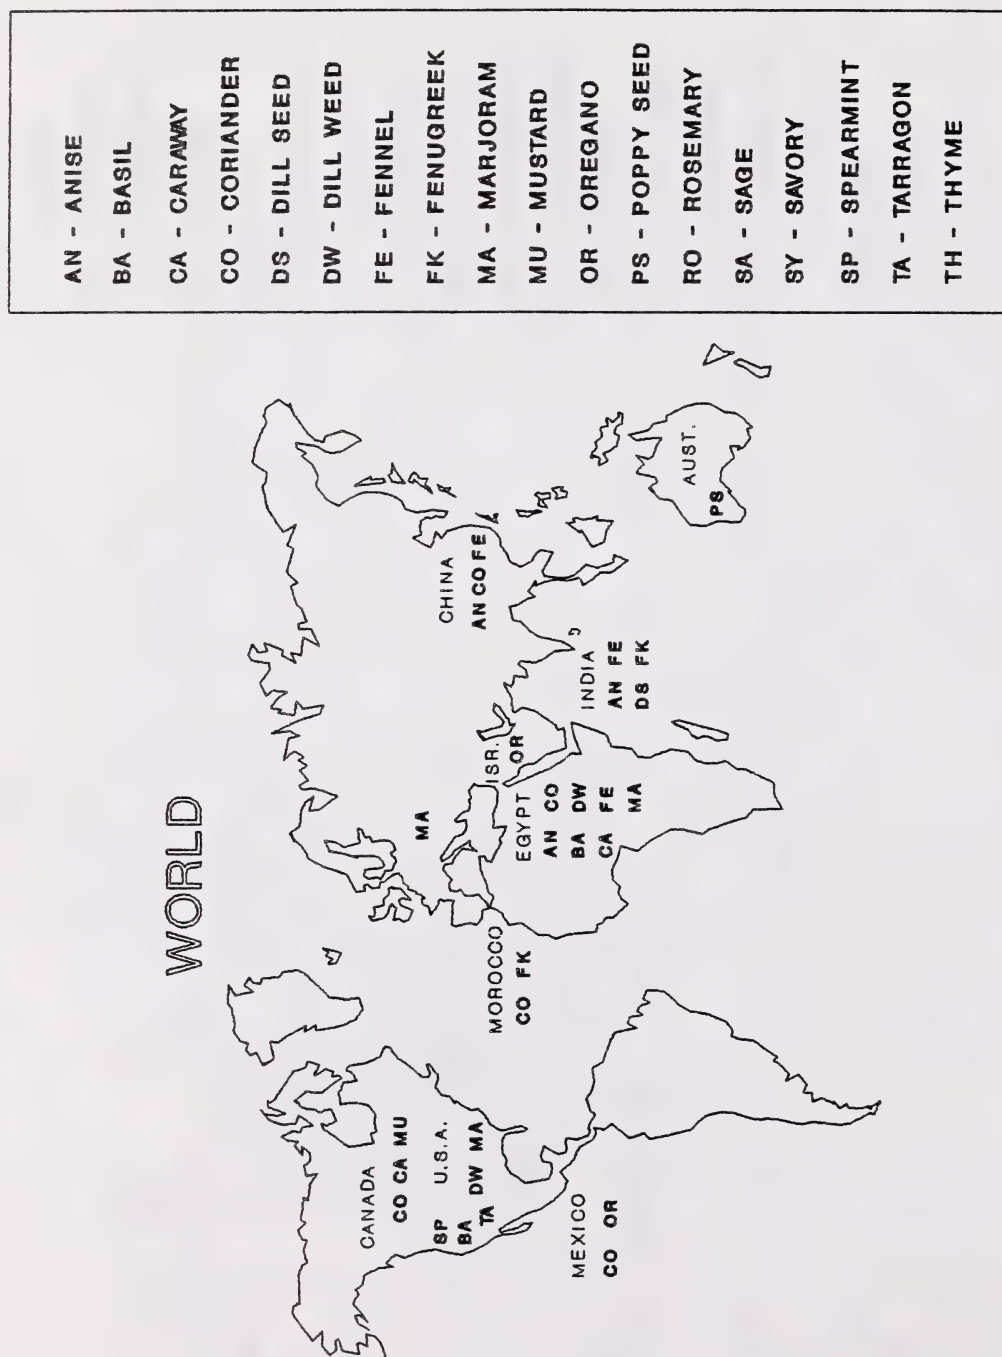 WORLD
CANADA
CO CA MU
SP U.S.A.
BA DW MA
TA
MEXICO
CO OR
MOROCCO
CO FK
MA
ISR.
OR
EGYPT
AN CO
BA DW
CA FE
MA
CHINA
AN CO FE
INDIA
AN FE
DS FK
AUST.
PS
AN - ANISE
BA - BASIL
CA - CARAWAY
CO - CORIANDER
DS - DILL SEED
DW - DILL WEED
FE - FENNEL
FK - FENUGREEK
MA - MARJORAM
MU - MUSTARD
OR - OREGANO
PS - POPPY SEED
RO - ROSEMARY
SA - SAGE
SY - SAVORY
SP - SPEARMINT
TA - TARRAGON
TH - THYME